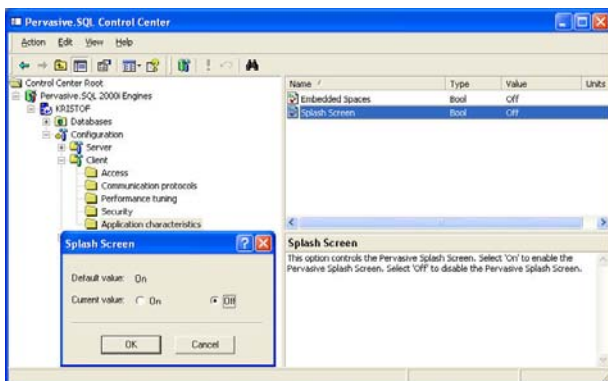 Pervasive.SQL Control Center
Action Edit View Help
Control Center Root
Pervasive.SQL 2000i Engines
KRISTOF
Databases
Configuration
Server
Client
Access
Communication protocols
Performance tuning
Security
Application characteristics
Name Type Value Units
Embedded Spaces Bool Off
Splash Screen Bool Off
Splash Screen
This option controls the Pervasive Splash Screen. Select 'On' to enable the
Pervasive Splash Screen. Select 'Off' to disable the Pervasive Splash Screen.
Splash Screen
Default value: On
Current value: On Off
OK Cancel